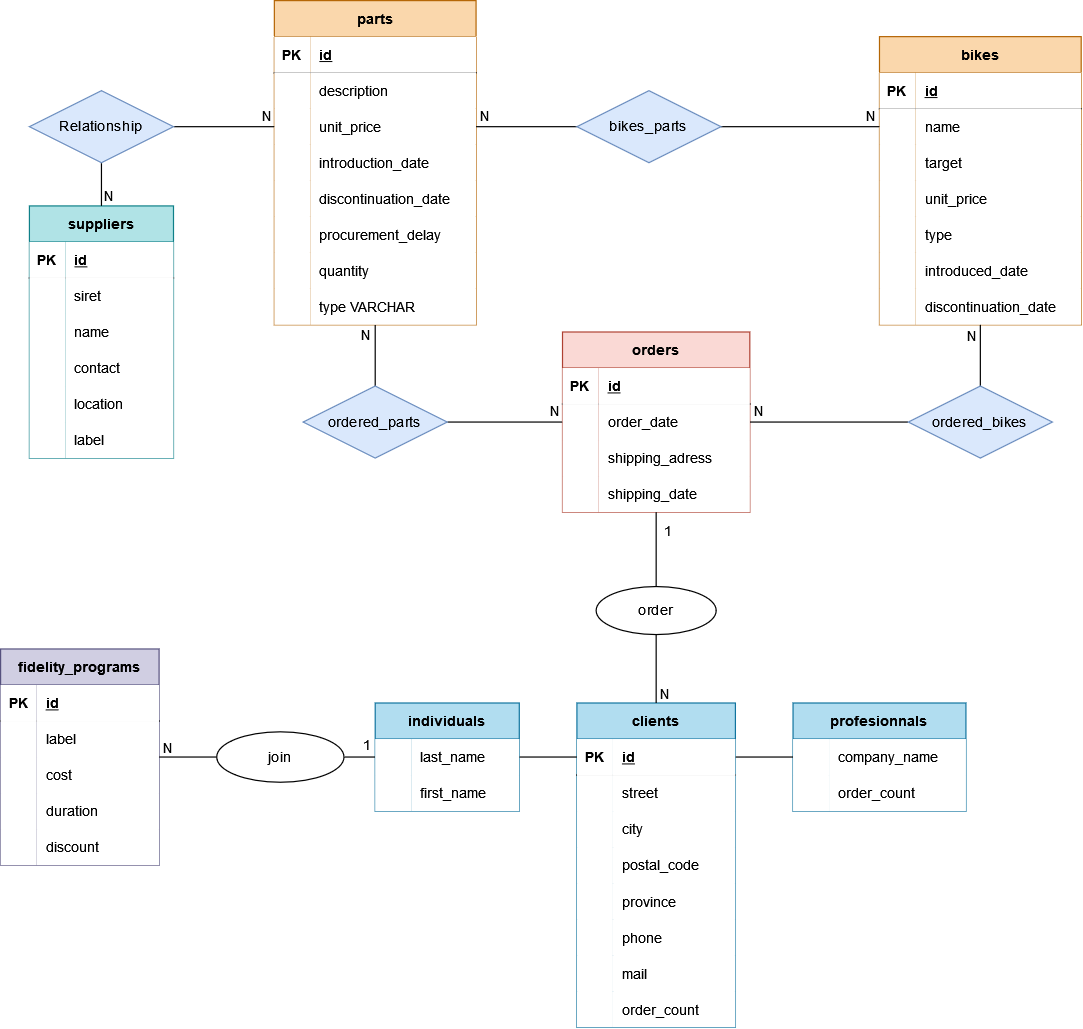 parts
PK id
description
unit_price
introduction_date
discontinuation_date
procurement_delay
quantity
type VARCHAR
bikes
PK id
name
target
unit_price
type
introduced_date
discontinuation_date
Relationship
N
N
N
bikes_parts
N
suppliers
PK id
siret
name
contact
location
label
N
ordered_parts
N
orders
PK id
order_date
shipping_adress
shipping_date
N
N
ordered_bikes
1
order
N
fidelity_programs
PK id
label
cost
duration
discount
N
join
1
individuals
last_name
first_name
clients
PK id
street
city
postal_code
province
phone
mail
order_count
profesionnals
company_name
order_count